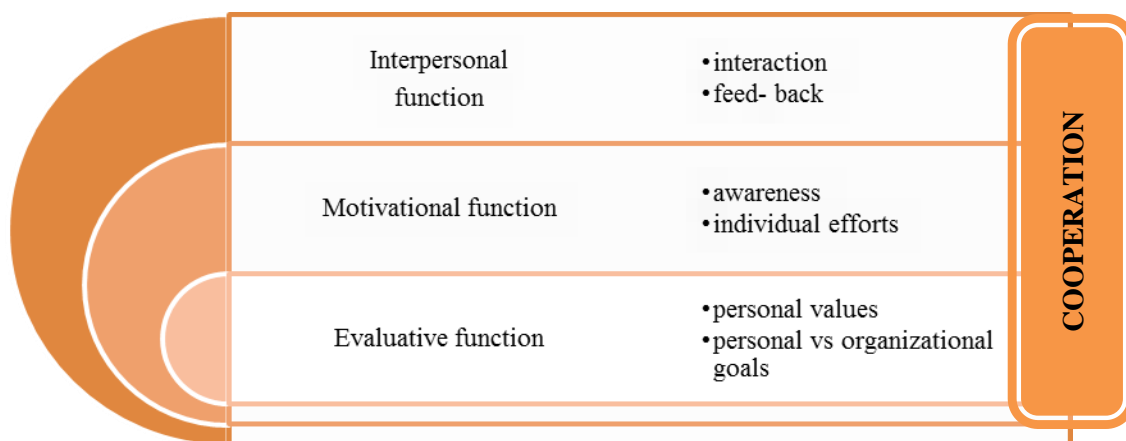 Interpersonal
function
•interaction
•feed- back
Motivational function
•awareness
•individual efforts
Evaluative function
•personal values
•personal vs organizational
goals
COOPERATION